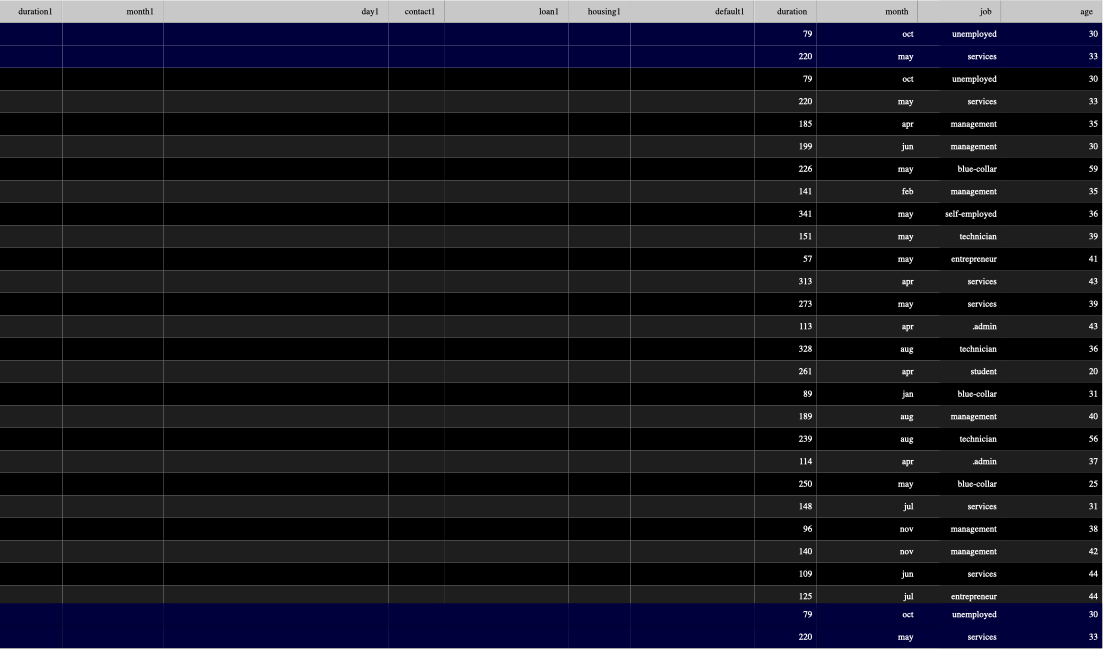 duration1 month1 day1 contact1 loan1 housing1 default1 duration month job age
79 oct unemployed 30
220 may services 33
79 oct unemployed 30
220 may services 33
185 apr management 35
199 jun management 30
226 may blue-collar 59
141 feb management 35
341 may self-employed 36
151 may technician 39
57 may entrepreneur 41
313 apr services 43
273 may services 39
113 apr .admin 43
328 aug technician 36
261 apr student 20
89 jan blue-collar 31
189 aug management 40
239 aug technician 56
114 apr .admin 37
250 may blue-collar 25
148 jul services 31
96 nov management 38
140 nov management 42
109 jun services 44
125 jul entrepreneur 44
79 oct unemployed 30
220 may services 33